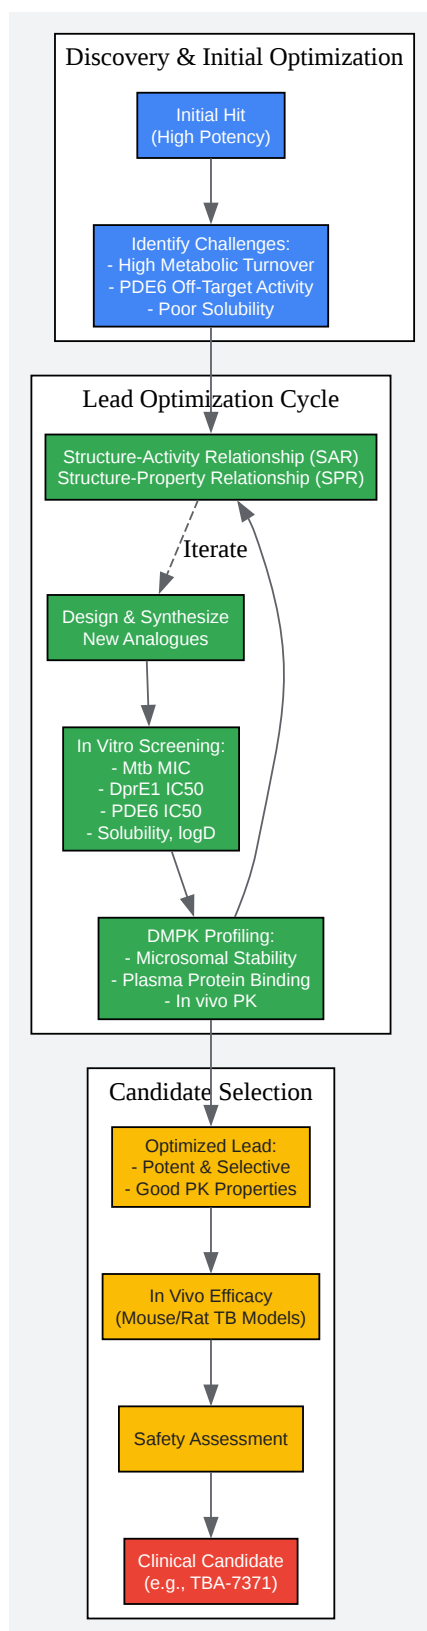 Discovery & Initial Optimization
Initial Hit
(High Potency)
Identify Challenges:
- High Metabolic Turnover
- PDE6 Off-Target Activity
- Poor Solubility
Lead Optimization Cycle
Structure-Activity Relationship (SAR)
Structure-Property Relationship (SPR)
Iterate
Design & Synthesize
New Analogues
In Vitro Screening:
- Mtb MIC
- DprE1 IC50
- PDE6 IC50
- Solubility, logD
DMPK Profiling:
- Microsomal Stability
- Plasma Protein Binding
- In vivo PK
Candidate Selection
Optimized Lead:
- Potent & Selective
- Good PK Properties
In Vivo Efficacy
(Mouse/Rat TB Models)
Safety Assessment
Clinical Candidate
(e.g., TBA-7371)